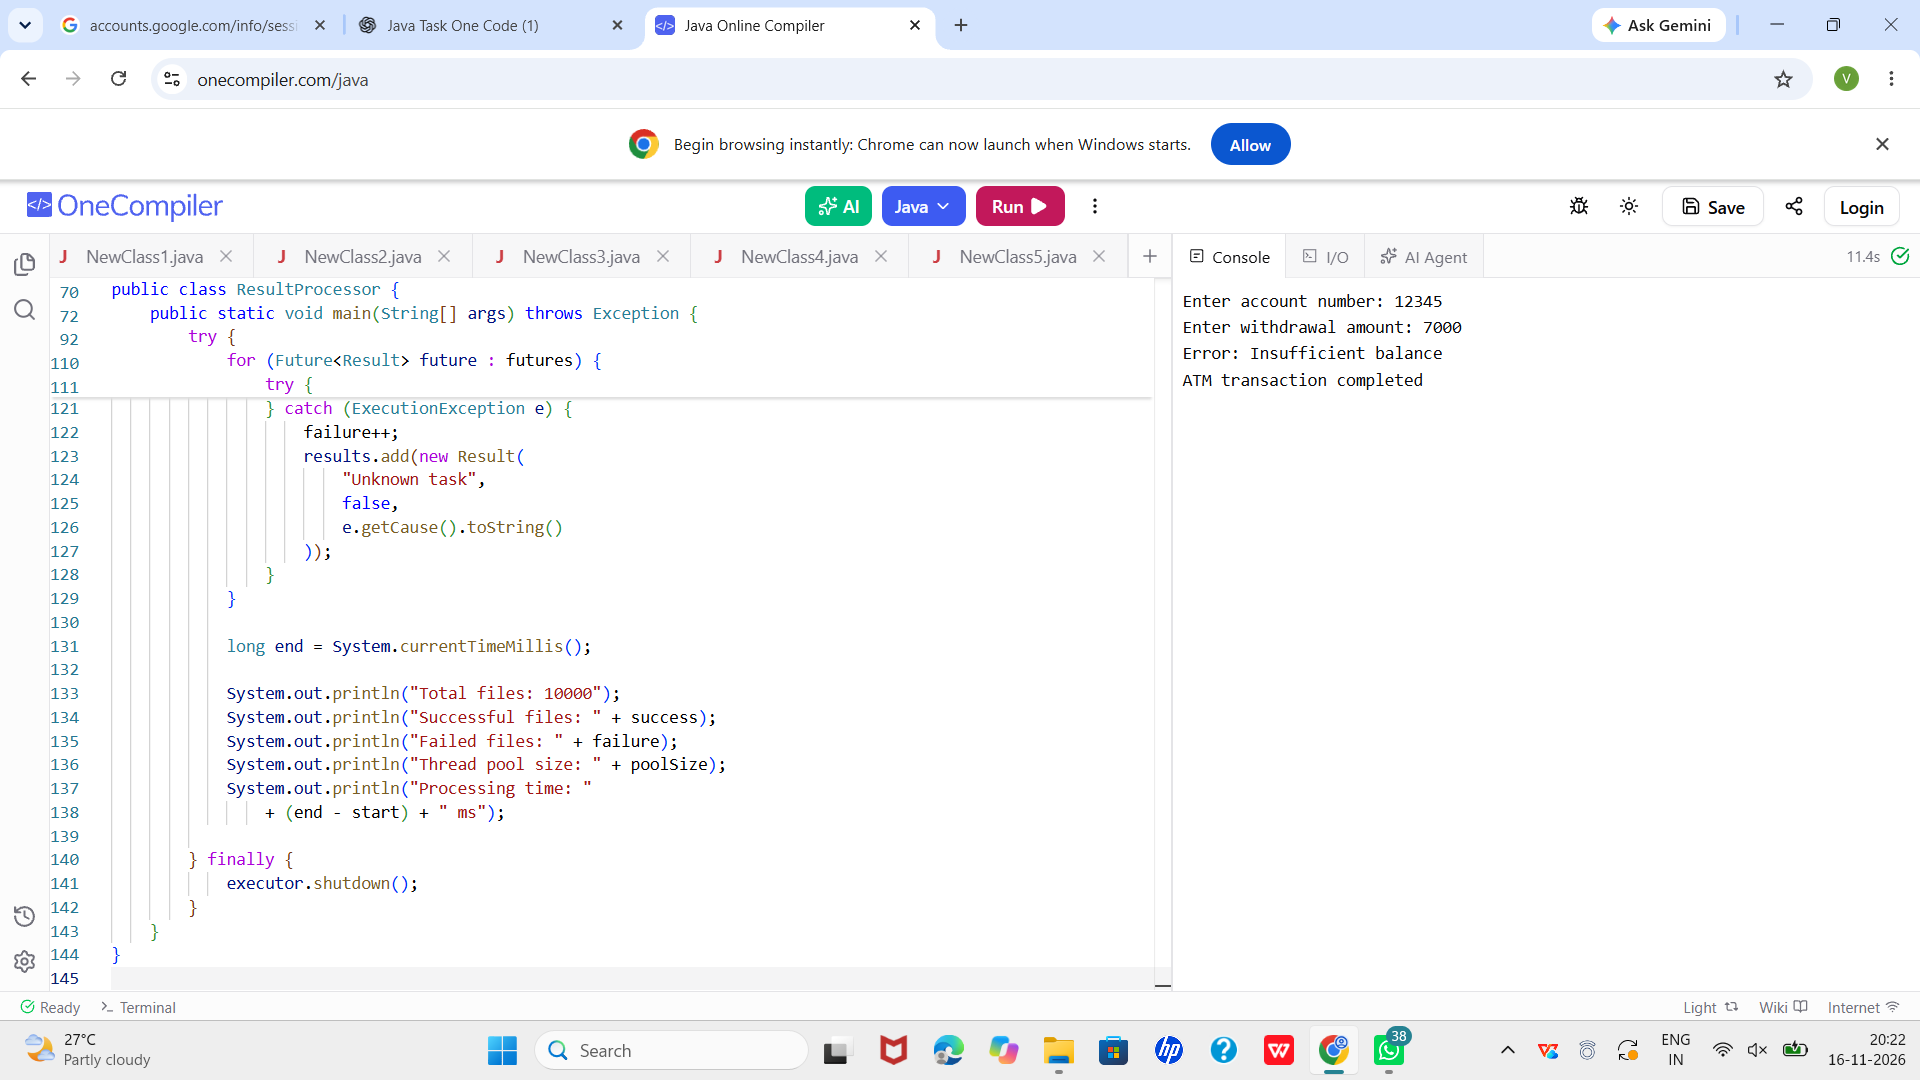 accounts.google.com/info/sessi
Java Task One Code (1)
Java Online Compiler
Ask Gemini
onecompiler.com/java
V
Begin browsing instantly: Chrome can now launch when Windows starts.
Allow
</> OneCompiler
AI
Java
Run
Save
Login
J NewClass1.java
J NewClass2.java
J NewClass3.java
J NewClass4.java
J NewClass5.java
Console
I/O
AI Agent
11.4s
70 public class ResultProcessor {
72 public static void main(String[] args) throws Exception {
92 try {
110 for (Future<Result> future : futures) {
111 try {
121 } catch (ExecutionException e) {
122 failure++;
123 results.add(new Result(
124 "Unknown task",
125 false,
126 e.getCause().toString()
127 ));
128 }
129 }
130
131 long end = System.currentTimeMillis();
132
133 System.out.println("Total files: 10000");
134 System.out.println("Successful files: " + success);
135 System.out.println("Failed files: " + failure);
136 System.out.println("Thread pool size: " + poolSize);
137 System.out.println("Processing time: "
138 + (end - start) + " ms");
139
140 } finally {
141 executor.shutdown();
142 }
143 }
144 }
145
Enter account number: 12345
Enter withdrawal amount: 7000
Error: Insufficient balance
ATM transaction completed
Ready
Terminal
Light
Wiki
Internet
27°C
Partly cloudy
Search
38
ENG
IN
20:22
16-11-2026